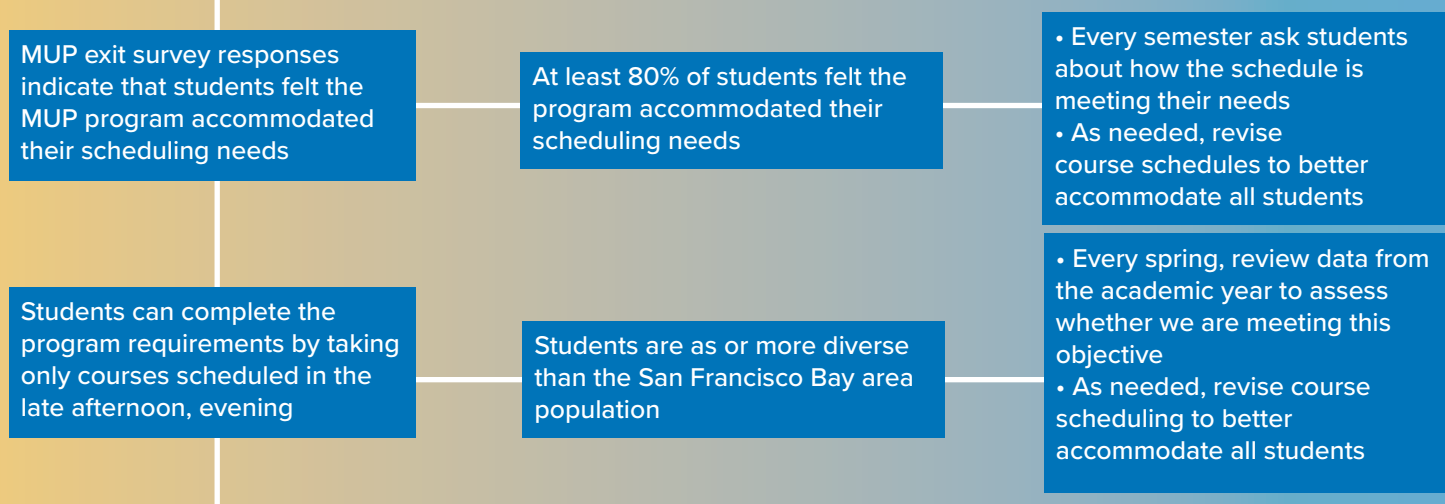 MUP exit survey responses
indicate that students felt the
MUP program accommodated
their scheduling needs
At least 80% of students felt the
program accommodated their
scheduling needs
• Every semester ask students
about how the schedule is
meeting their needs
• As needed, revise
course schedules to better
accommodate all students
Students can complete the
program requirements by taking
only courses scheduled in the
late afternoon, evening
Students are as or more diverse
than the San Francisco Bay area
population
• Every spring, review data from
the academic year to assess
whether we are meeting this
objective
• As needed, revise course
scheduling to better
accommodate all students